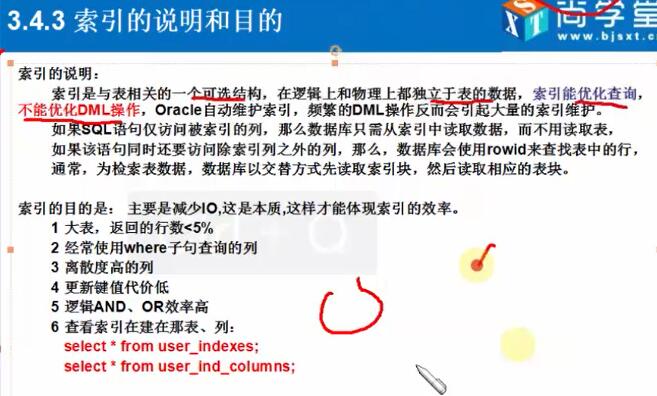 3.4.3 索引的说明和目的
尚学堂
www.bjsxt.com
索引的说明:
索引是与表相关的一个可选结构，在逻辑上和物理上都独立于表的数据，索引能优化查询，
不能优化DML操作，Oracle自动维护索引，频繁的DML操作反而会引起大量的索引维护。
如果SQL语句仅访问被索引的列，那么数据库只需从索引中读取数据，而不用读取表，
如果该语句同时还要访问除索引列之外的列，那么，数据库会使用rowid来查找表中的行，
通常，为检索表数据，数据库以交替方式先读取索引块，然后读取相应的表块。
索引的目的是: 主要是减少IO,这是本质,这样才能体现索引的效率。
1 大表，返回的行数<5%
2 经常使用where子句查询的列
3 离散度高的列
4 更新键值代价低
5 逻辑AND、OR效率高
6 查看索引在建在那表、列:
select * from user_indexes;
select * from user_ind_columns;